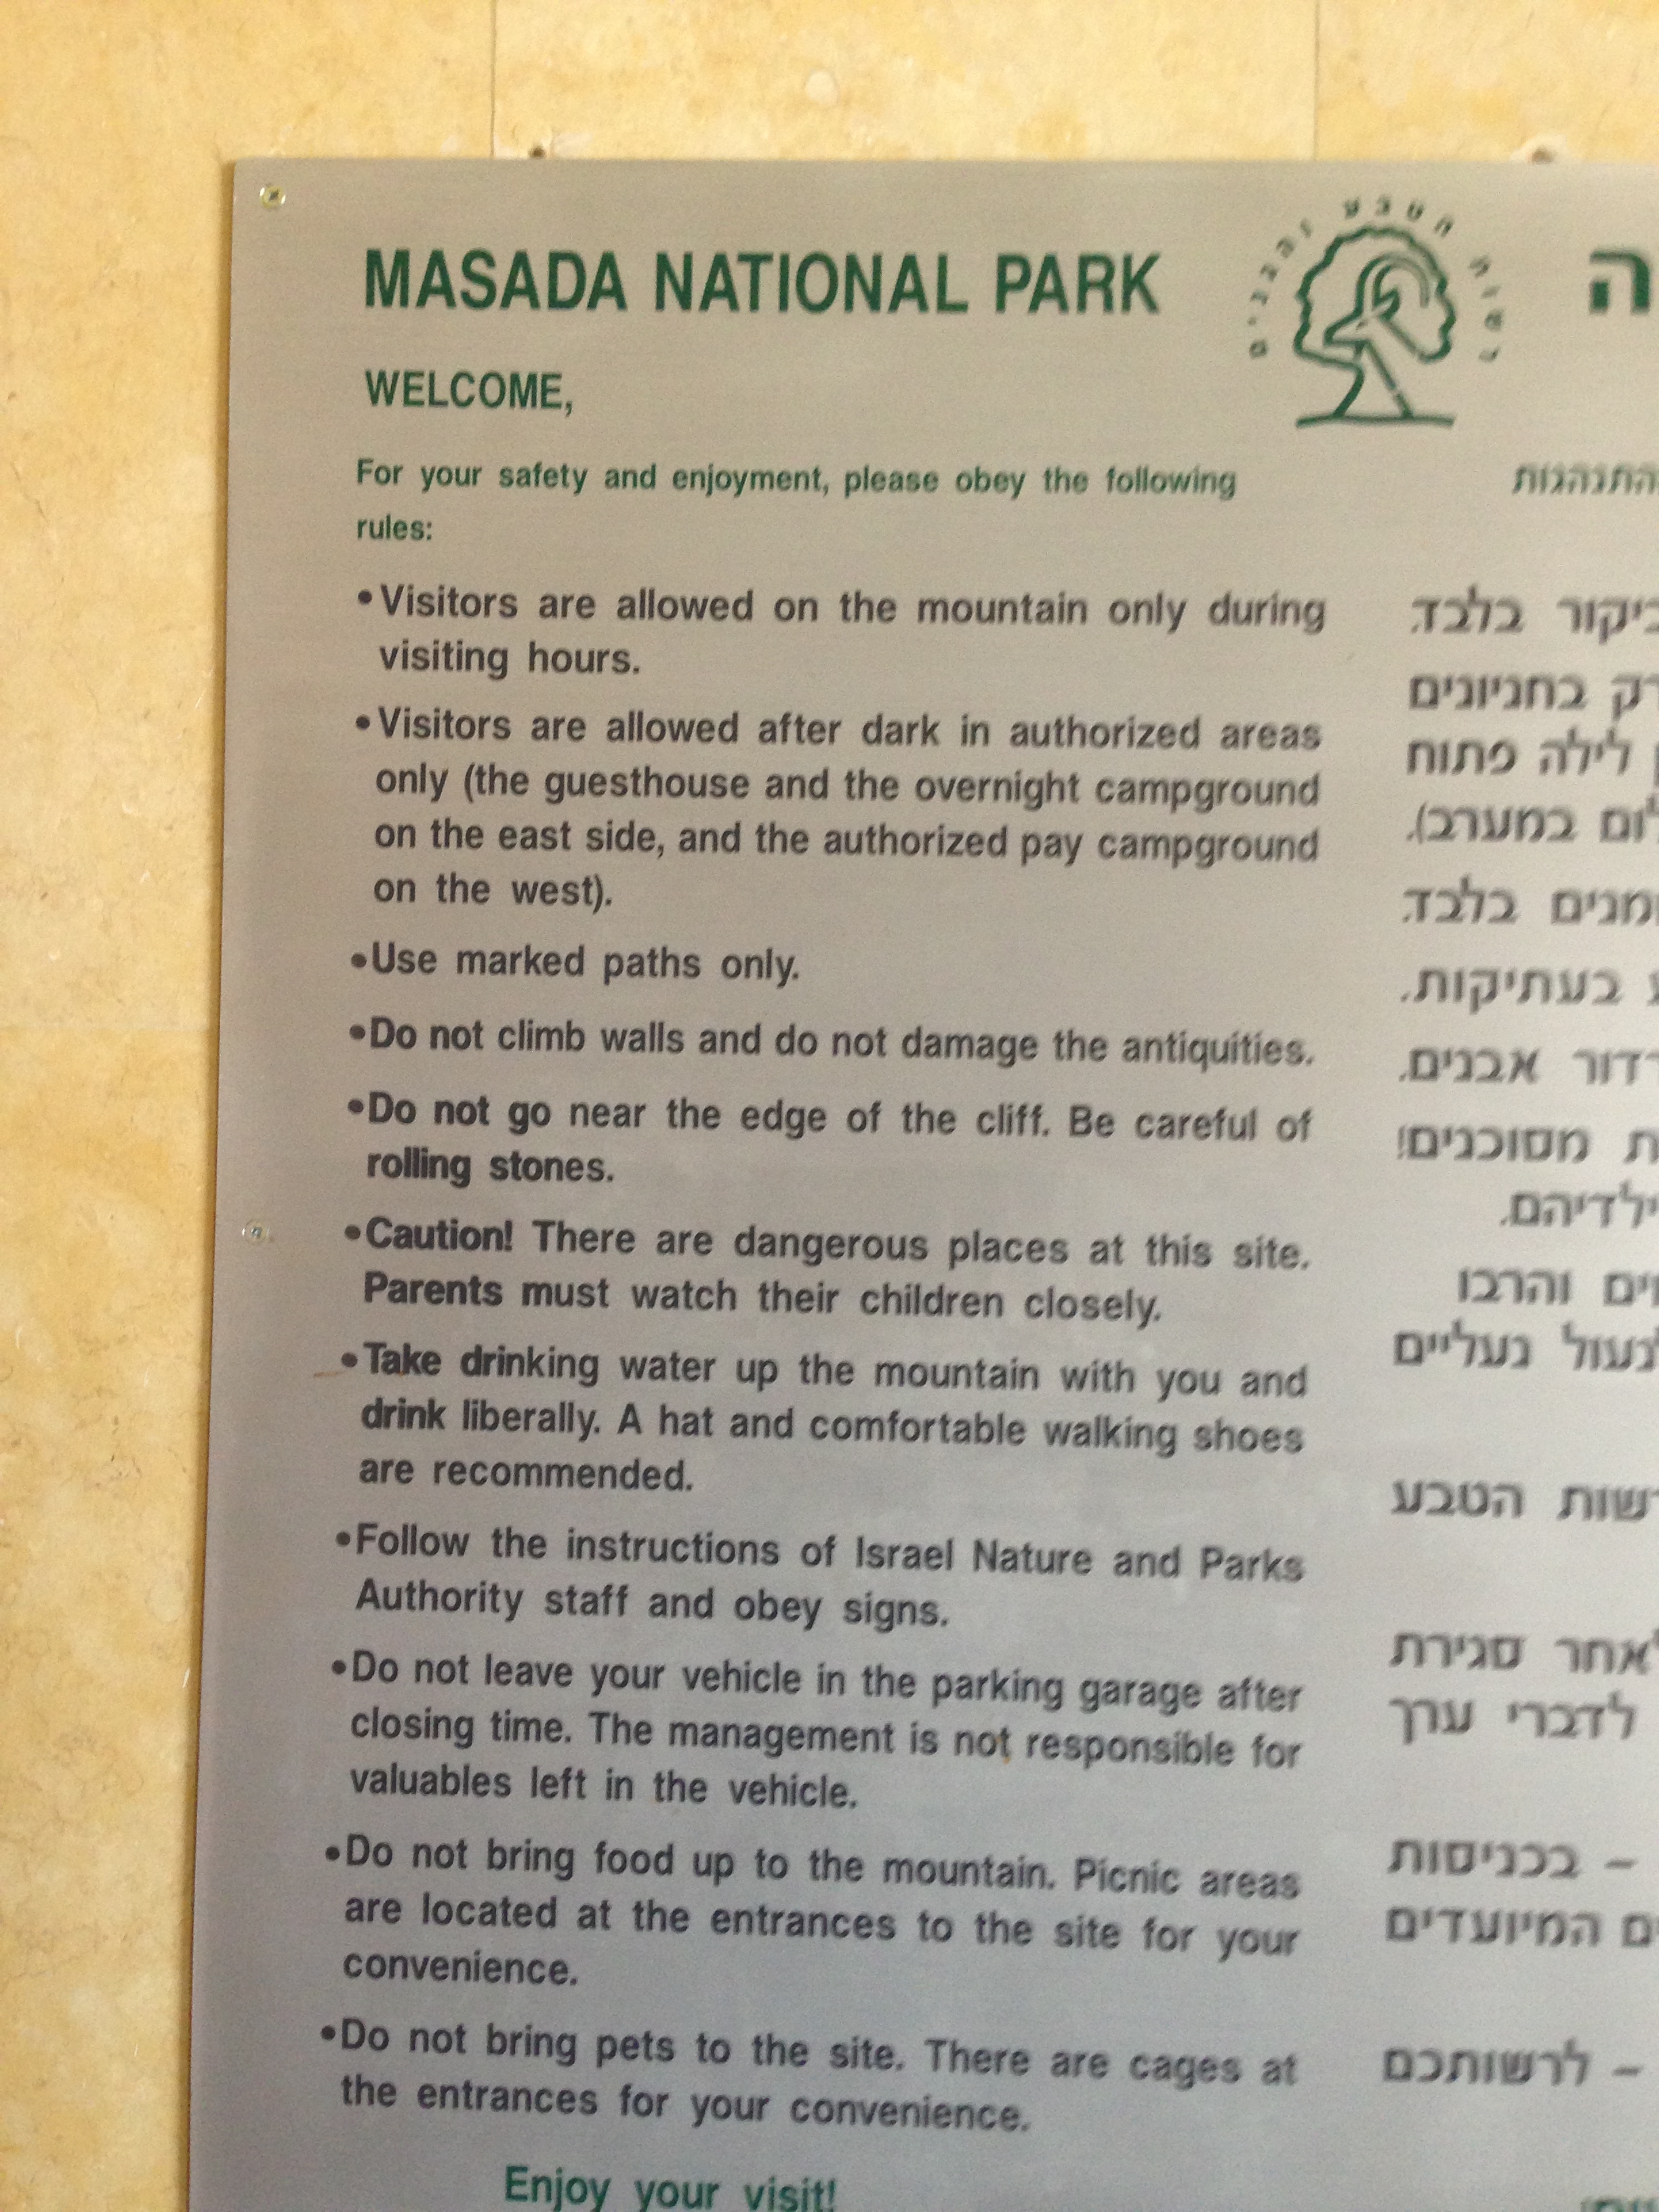 MASADA NATIONAL PARK
WELCOME,
For your safety and enjoyment, please obey the following
rules:
•Visitors are allowed on the mountain only during
visiting hours.
•Visitors are allowed after dark in authorized areas
only (the guesthouse and the overnight campground
on the east side, and the authorized pay campground
on the west).
•Use marked paths only.
•Do not climb walls and do not damage the antiquities.
•Do not go near the edge of the cliff. Be careful of
rolling stones.
•Caution! There are dangerous places at this site.
Parents must watch their children closely.
•Take drinking water up the mountain with you and
drink liberally. A hat and comfortable walking shoes
are recommended.
•Follow the instructions of Israel Nature and Parks
Authority staff and obey signs.
•Do not leave your vehicle in the parking garage after
closing time. The management is not responsible for
valuables left in the vehicle.
•Do not bring food up to the mountain. Picnic areas
are located at the entrances to the site for your
convenience.
•Do not bring pets to the site. There are cages at
the entrances for your convenience.
Enjoy your visit!
רשות הטבע והגנים
ה
התנהגות
ביקור בלבד.
רק בחניונים
לילה פתוח
במערב).
בלבד.
בעתיקות.
אבנים.
מסוכנים!
ילדיהם.
והרבו
לנעול נעליים
רשות הטבע
לאחר סגירת
לדברי ערך
– בכניסות
המיועדים
– לרשותכם